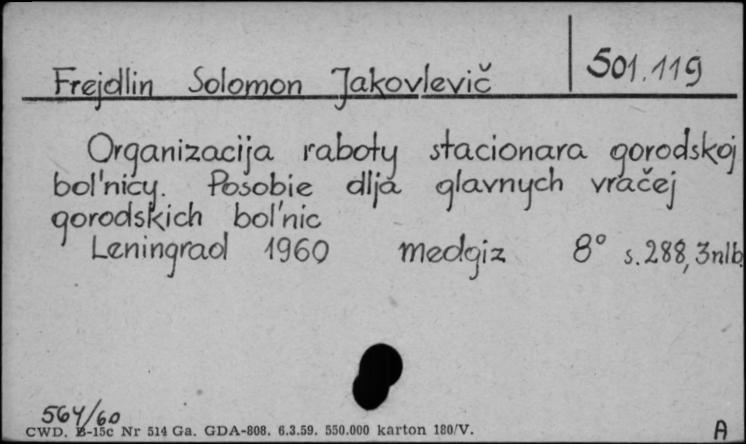 Frejdlin Solomon Jakovlevič 501.119
Organizacija raboty stacionara gorodskoj
bol'nicy. Posobie dlja glavnych vračej
gorodskich bol'nic
Leningrad 1960 medgiz 8° s.288, 3nlb.
564/60
CWD. B-15c Nr 514 Ga. GDA-808. 6.3.59. 550.000 karton 180/V.
A